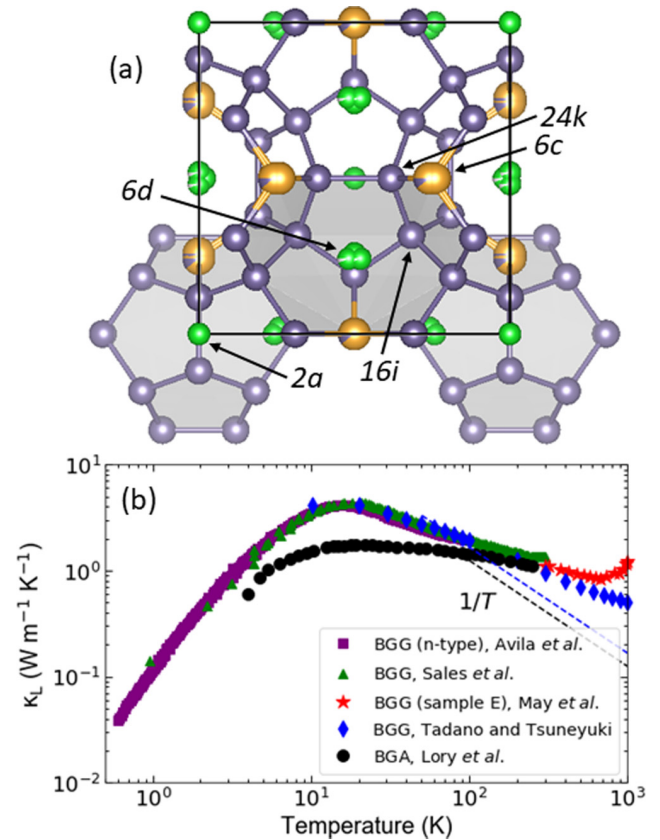 (a)
24k
6c
6d
2a
16i
(b)
10¹
10⁰
10⁻¹
10⁻²
κL (W m⁻¹ K⁻¹)
1/T
BGG (n-type), Avila et al.
BGG, Sales et al.
BGG (sample E), May et al.
BGG, Tadano and Tsuneyuki
BGA, Lory et al.
10⁰ 10¹ 10² 10³
Temperature (K)